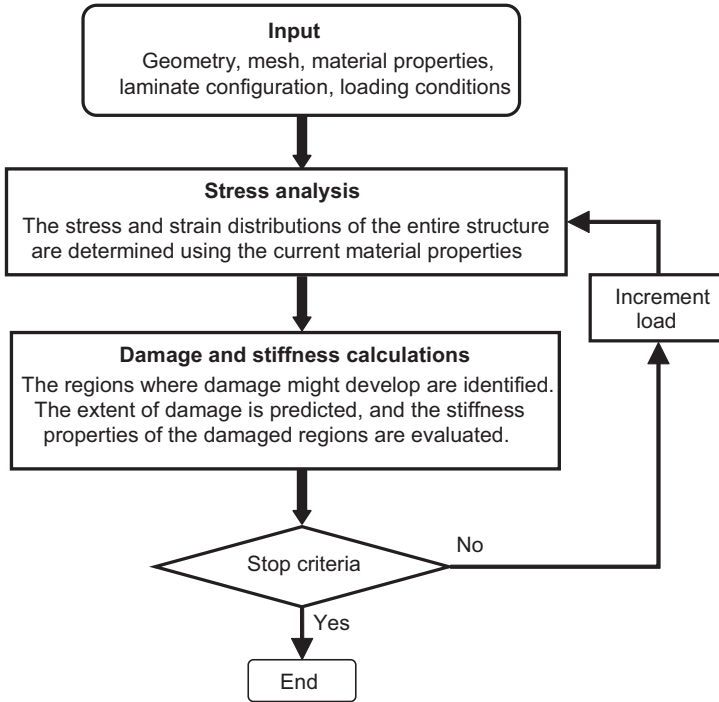 Input
Geometry, mesh, material properties,
laminate configuration, loading conditions
Stress analysis
The stress and strain distributions of the entire structure
are determined using the current material properties
Increment
load
Damage and stiffness calculations
The regions where damage might develop are identified.
The extent of damage is predicted, and the stiffness
properties of the damaged regions are evaluated.
Stop criteria
No
Yes
End